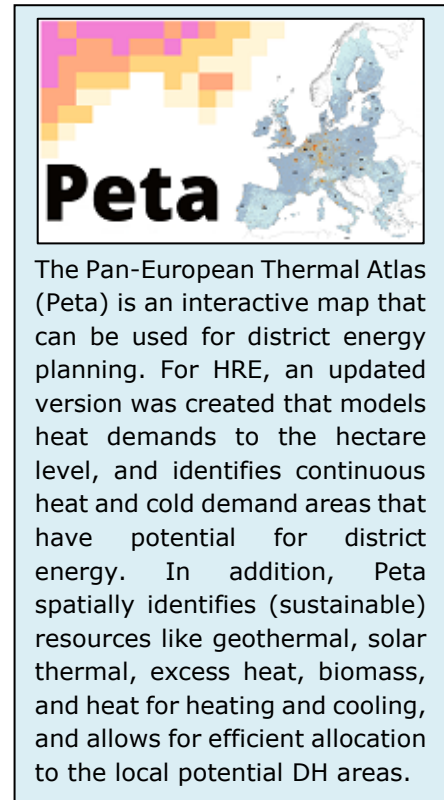 Peta
The Pan-European Thermal Atlas
(Peta) is an interactive map that
can be used for district energy
planning. For HRE, an updated
version was created that models
heat demands to the hectare
level, and identifies continuous
heat and cold demand areas that
have potential for district
energy. In addition, Peta
spatially identifies (sustainable)
resources like geothermal, solar
thermal, excess heat, biomass,
and heat for heating and cooling,
and allows for efficient allocation
to the local potential DH areas.